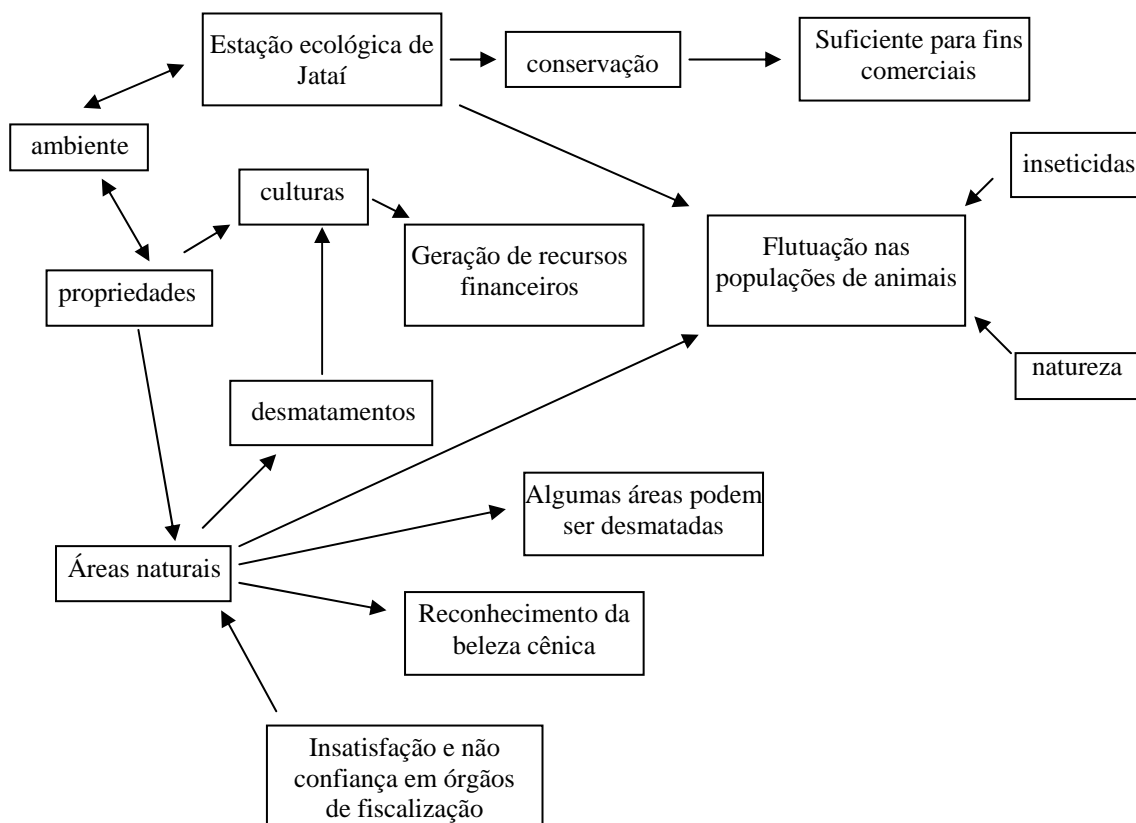 Estação ecológica de
Jataí
conservação
Suficiente para fins
comerciais
ambiente
inseticidas
culturas
Flutuação nas
populações de animais
Geração de recursos
financeiros
propriedades
natureza
desmatamentos
Algumas áreas podem
ser desmatadas
Áreas naturais
Reconhecimento da
beleza cênica
Insatisfação e não
confiança em órgãos
de fiscalização